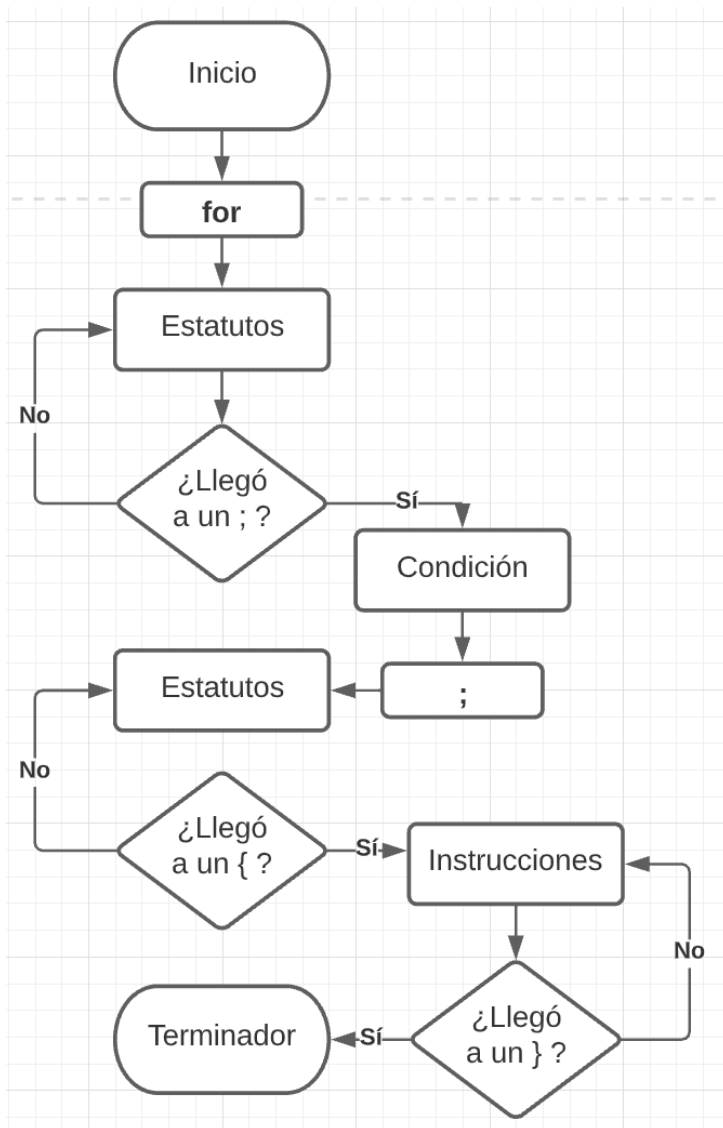 Inicio
for
Estatutos
No
¿Llegó
a un ; ?
Sí
Condición
;
Estatutos
No
¿Llegó
a un { ?
Sí
Instrucciones
No
¿Llegó
a un } ?
Sí
Terminador